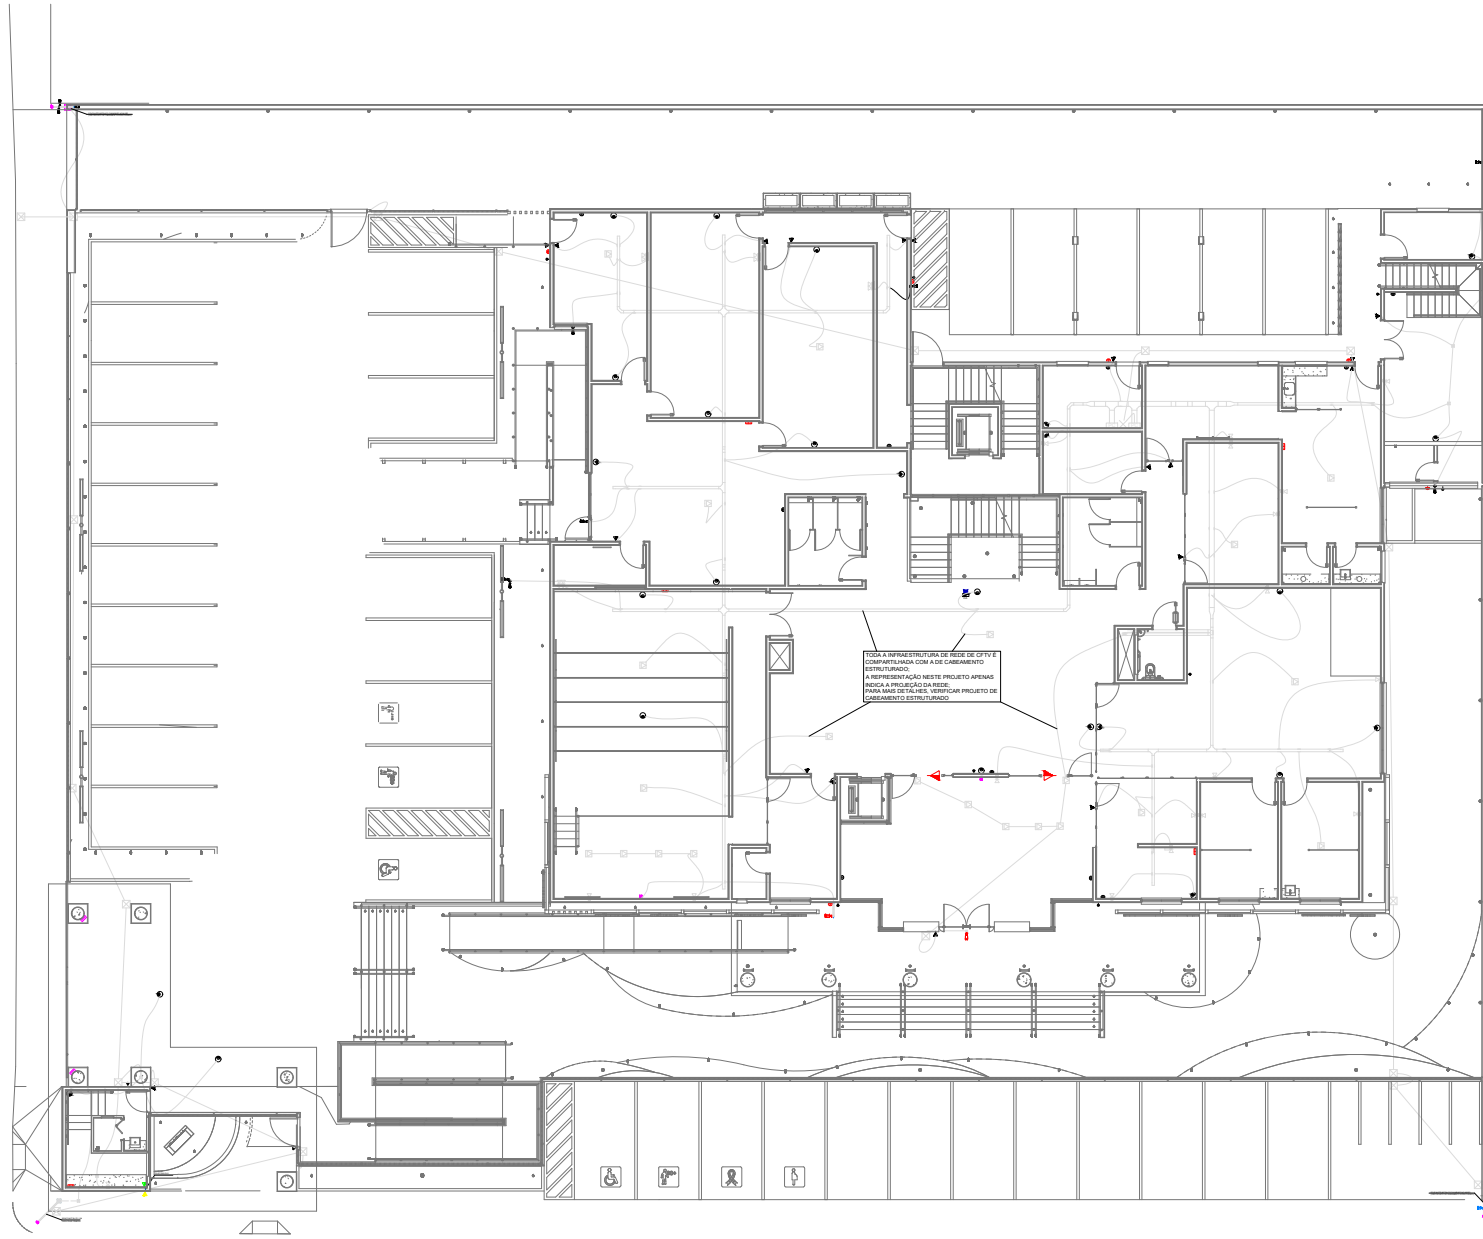 TODA A INFRAESTRUTURA DE REDE DE CFTV É
COMPARTILHADA COM A DE CABEAMENTO
ESTRUTURADO;
A REPRESENTAÇÃO NESTE PROJETO APENAS
INDICA A PROJEÇÃO DA REDE;
PARA MAIS DETALHES, VERIFICAR PROJETO DE
CABEAMENTO ESTRUTURADO